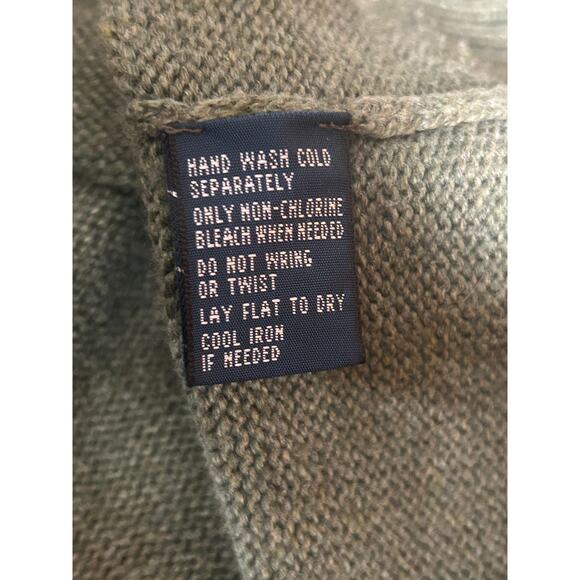 HAND WASH COLD
SEPARATELY
ONLY NON-CHLORINE
BLEACH WHEN NEEDED
DO NOT WRING
OR TWIST
LAY FLAT TO DRY
COOL IRON
IF NEEDED